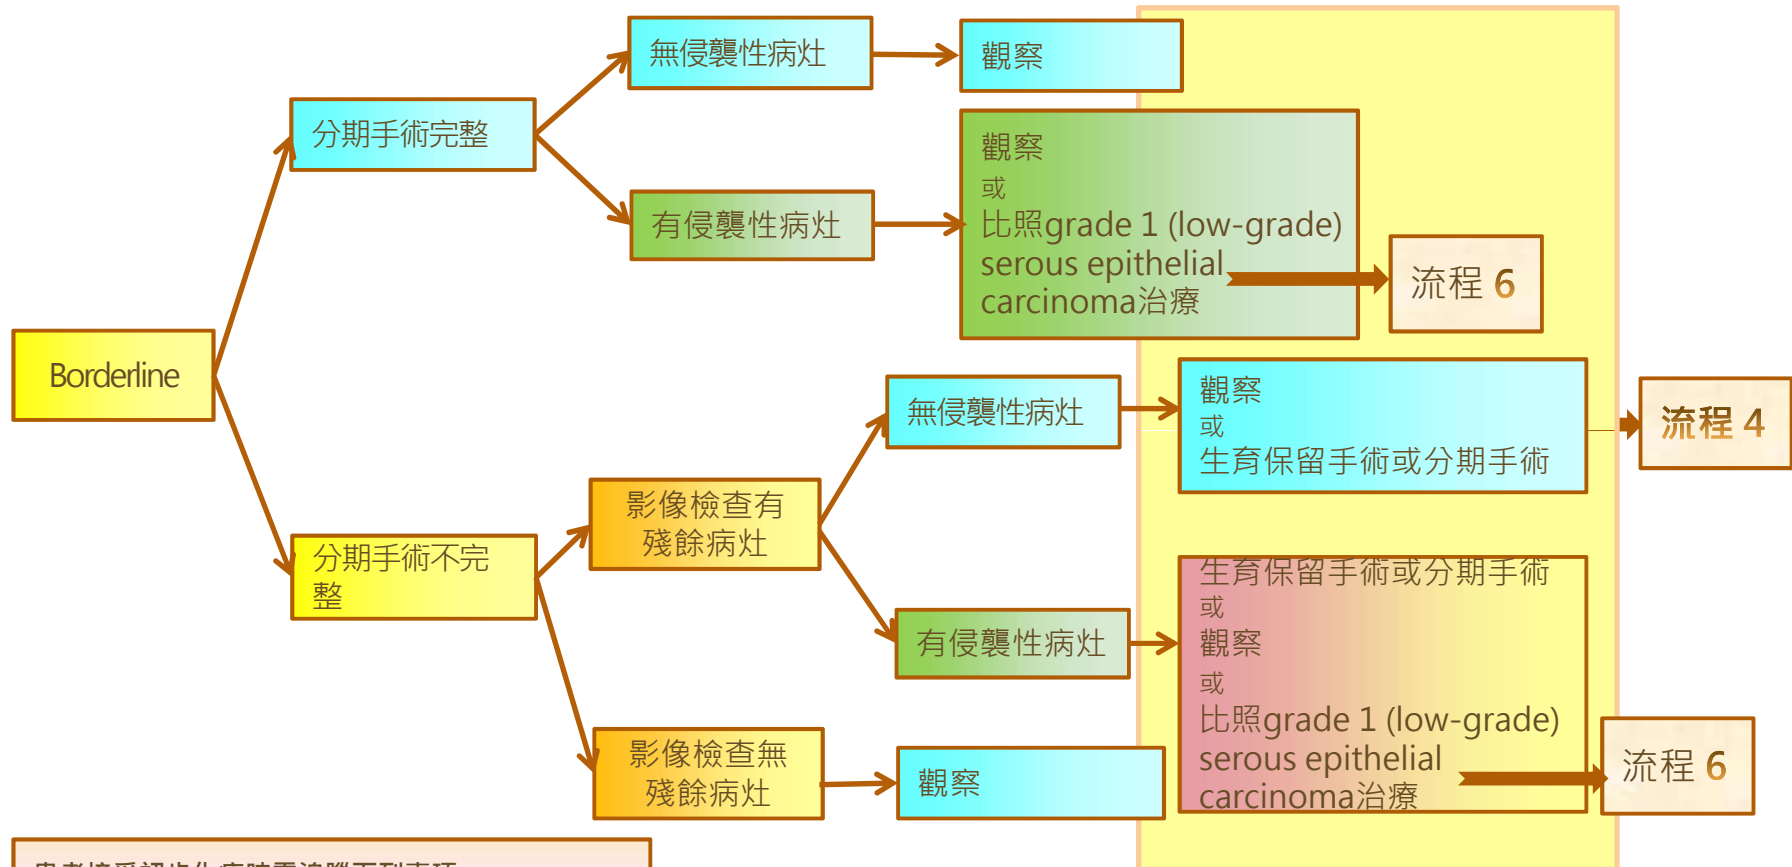 Borderline
分期手術完整
無侵襲性病灶
觀察
有侵襲性病灶
觀察
或
比照grade 1 (low-grade)
serous epithelial
carcinoma治療
流程 6
分期手術不完
整
影像檢查有
殘餘病灶
無侵襲性病灶
觀察
或
生育保留手術或分期手術
流程 4
有侵襲性病灶
生育保留手術或分期手術
或
觀察
或
比照grade 1 (low-grade)
serous epithelial
carcinoma治療
流程 6
影像檢查無
殘餘病灶
觀察